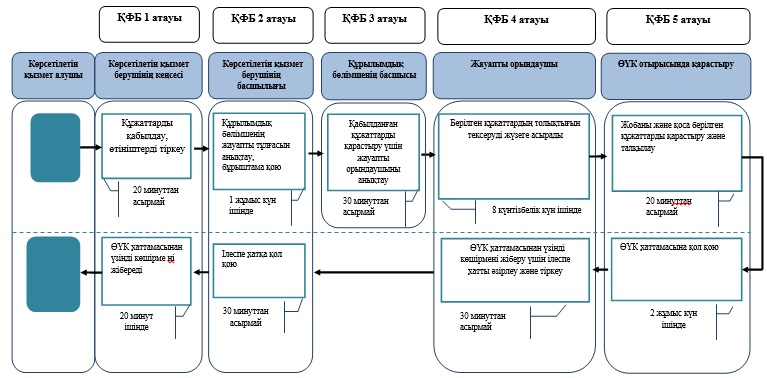 ҚФБ 1 атауы
ҚФБ 2 атауы
ҚФБ 3 атауы
ҚФБ 4 атауы
ҚФБ 5 атауы
Көрсетілетін
қызмет алушы
Көрсетілетін қызмет
берушінің кеңсесі
Көрсетілетін қызмет
берушінің
басшылығы
Құрылымдық
бөлімшенің басшысы
Жауапты орындаушы
ӨҮК отырысында қарастыру
Құжаттарды
қабылдау,
өтініштерді тіркеу
20 минуттан
асырмай
Құрылымдық
бөлімшенің
жауапты тұлғасын
анықтау,
бұрыштама қою
1 жұмыс күн
ішінде
Қабылданған
құжаттарды
қарастыру үшін
жауапты
орындаушыны
анықтау
30 минуттан
асырмай
Берілген құжаттардың толықтығын
тексеруді жүзеге асырады
8 күнтізбелік күн ішінде
Жобаны және қоса берілген
құжаттарды қарастыру және
талқылау
20 минуттан
асырмай
ӨҮК хаттамасынан
үзінді көшірме ні
жібереді
20 минут
ішінде
Ілеспе хатқа қол
қою
30 минуттан
асырмай
ӨҮК хаттамасынан үзінді
көшірмені жіберу үшін ілеспе
хатты әзірлеу және тіркеу
30 минуттан
асырмай
ӨҮК хаттамасына қол қою
2 жұмыс күн
ішінде